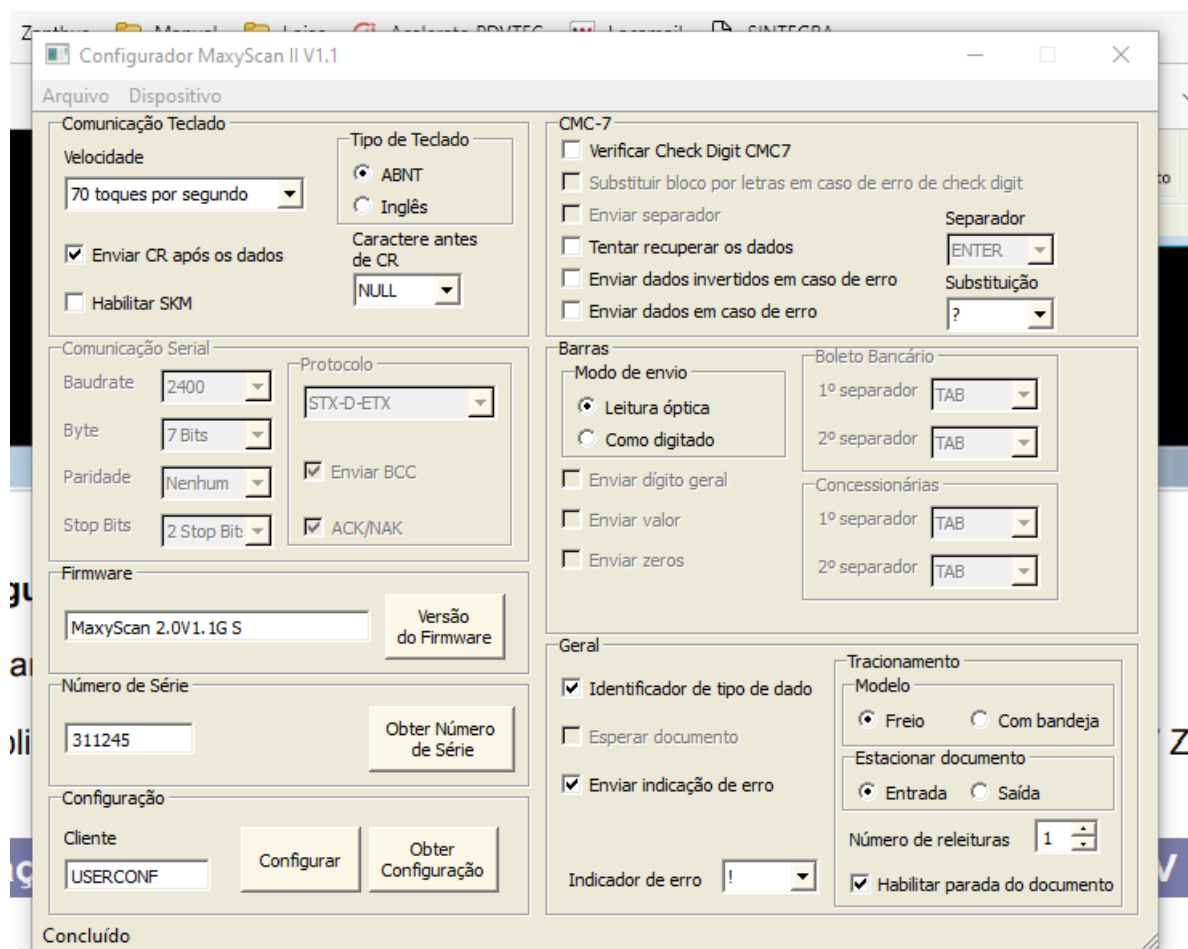 Zanthus Manual Laisa Acelerato PDVTEC Locamail SINTEGRA
Configurador MaxyScan II V1.1
Arquivo Dispositivo
Comunicação Teclado
Velocidade
70 toques por segundo
Tipo de Teclado
ABNT
Inglês
Enviar CR após os dados
Caractere antes
de CR
NULL
Habilitar SKM
CMC-7
Verificar Check Digit CMC7
Substituir bloco por letras em caso de erro de check digit
Enviar separador
Separador
Tentar recuperar os dados
ENTER
Enviar dados invertidos em caso de erro
Substituição
Enviar dados em caso de erro
?
Comunicação Serial
Baudrate
2400
Byte
7 Bits
Paridade
Nenhum
Stop Bits
2 Stop Bit
Protocolo
STX-D-ETX
Enviar BCC
ACK/NAK
Barras
Modo de envio
Leitura óptica
Como digitado
Enviar dígito geral
Enviar valor
Enviar zeros
Boleto Bancário
1º separador TAB
2º separador TAB
Concessionárias
1º separador TAB
2º separador TAB
Firmware
MaxyScan 2.0V1.1G S
Versão
do Firmware
Número de Série
311245
Obter Número
de Série
Configuração
Cliente
USERCONF
Configurar
Obter
Configuração
Geral
Identificador de tipo de dado
Esperar documento
Enviar indicação de erro
Indicador de erro !
Tracionamento
Modelo
Freio Com bandeja
Estacionar documento
Entrada Saída
Número de releituras 1
Habilitar parada do documento
Concluído